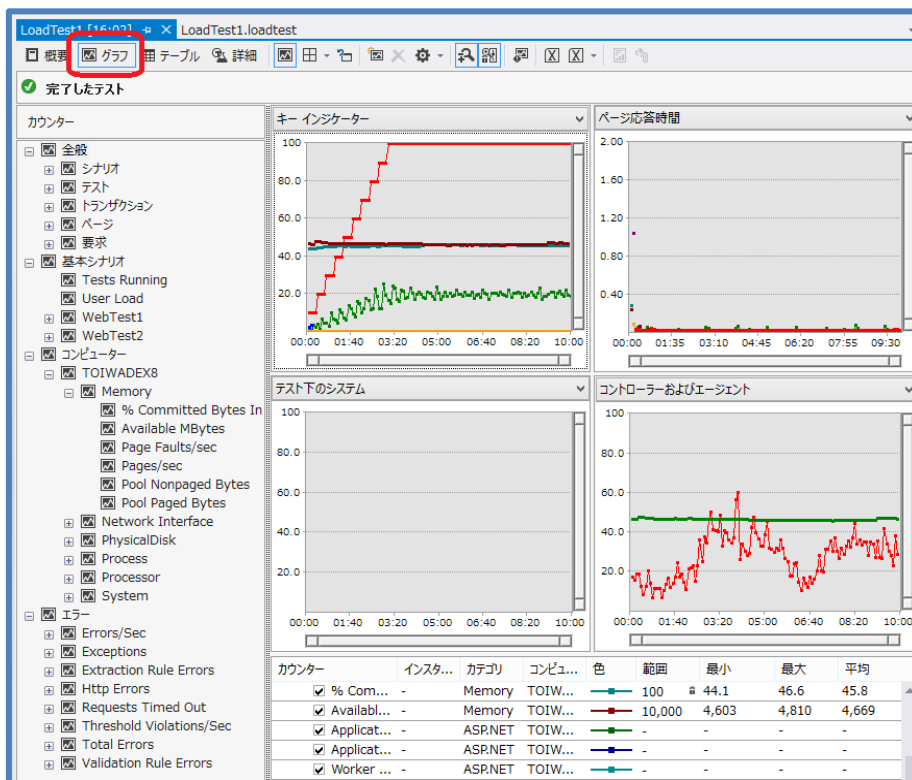 LoadTest1 [16:02] LoadTest1.loadtest
概要 グラフ テーブル 詳細
完了したテスト
カウンター
全般
シナリオ
テスト
トランザクション
ページ
要求
基本シナリオ
Tests Running
User Load
WebTest1
WebTest2
コンピューター
TOIWADEX8
Memory
% Committed Bytes In
Available MBytes
Page Faults/sec
Pages/sec
Pool Nonpaged Bytes
Pool Paged Bytes
Network Interface
PhysicalDisk
Process
Processor
System
エラー
Errors/Sec
Exceptions
Extraction Rule Errors
Http Errors
Requests Timed Out
Threshold Violations/Sec
Total Errors
Validation Rule Errors
キー インジケーター
100
80.0
60.0
40.0
20.0
00:00 01:40 03:20 05:00 06:40 08:20 10:00
ページ応答時間
2.00
1.60
1.20
0.80
0.40
00:00 01:35 03:10 04:45 06:20 07:55 09:30
テスト下のシステム
100
80.0
60.0
40.0
20.0
00:00 01:40 03:20 05:00 06:40 08:20 10:00
コントローラーおよびエージェント
100
80.0
60.0
40.0
20.0
00:00 01:40 03:20 05:00 06:40 08:20 10:00
カウンター インスタ... カテゴリ コンピュ... 色 範囲 最小 最大 平均
% Com... - Memory TOIW... 100 44.1 46.6 45.8
Availabl... - Memory TOIW... 10,000 4,603 4,810 4,669
Applicat... - ASP.NET TOIW... - - - -
Applicat... - ASP.NET TOIW... - - - -
Worker ... - ASP.NET TOIW... - - - -